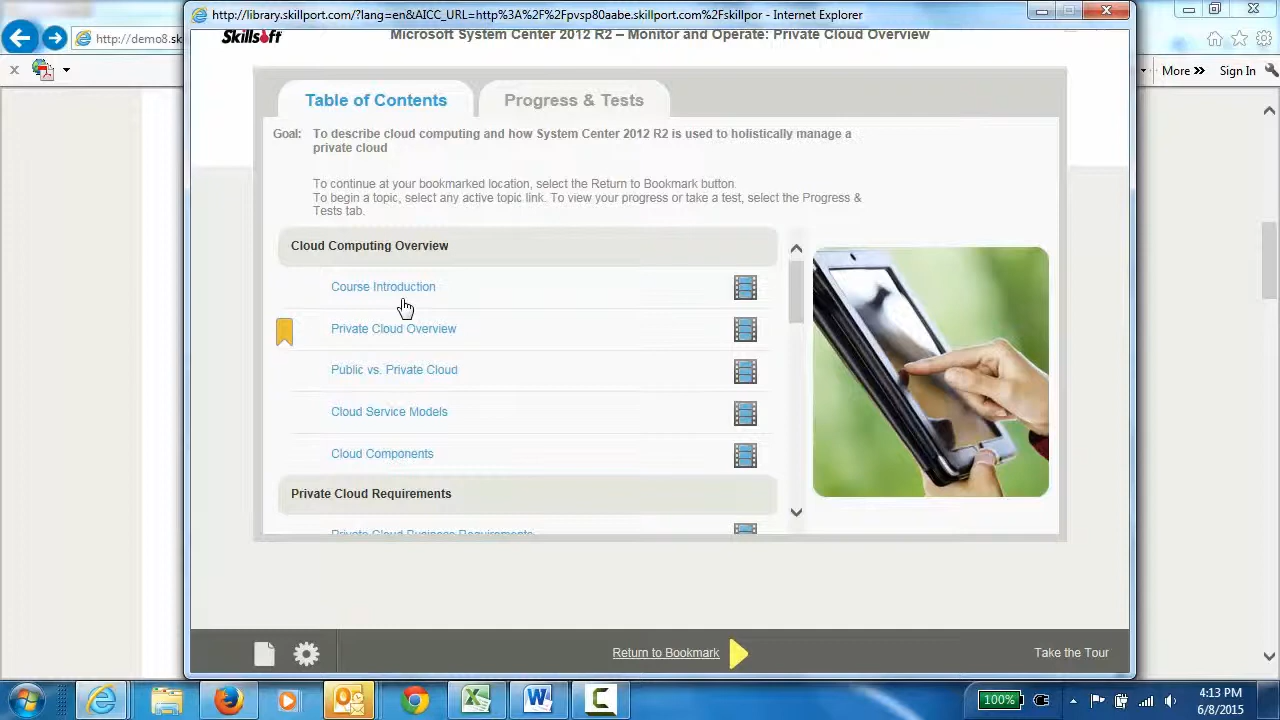 http://library.skillport.com/?lang=en&AICC_URL=http%3A%2F%2Fpvsp80aabe.skillport.com%2Fskillpor - Internet Explorer
http://demo8.sk
Skillsoft
Microsoft System Center 2012 R2 – Monitor and Operate: Private Cloud Overview
More »
Sign In
Table of Contents
Progress & Tests
Goal: To describe cloud computing and how System Center 2012 R2 is used to holistically manage a
private cloud
To continue at your bookmarked location, select the Return to Bookmark button.
To begin a topic, select any active topic link. To view your progress or take a test, select the Progress &
Tests tab.
Cloud Computing Overview
Course Introduction
Private Cloud Overview
Public vs. Private Cloud
Cloud Service Models
Cloud Components
Private Cloud Requirements
Private Cloud Business Requirements
Return to Bookmark
Take the Tour
100%
4:13 PM
6/8/2015